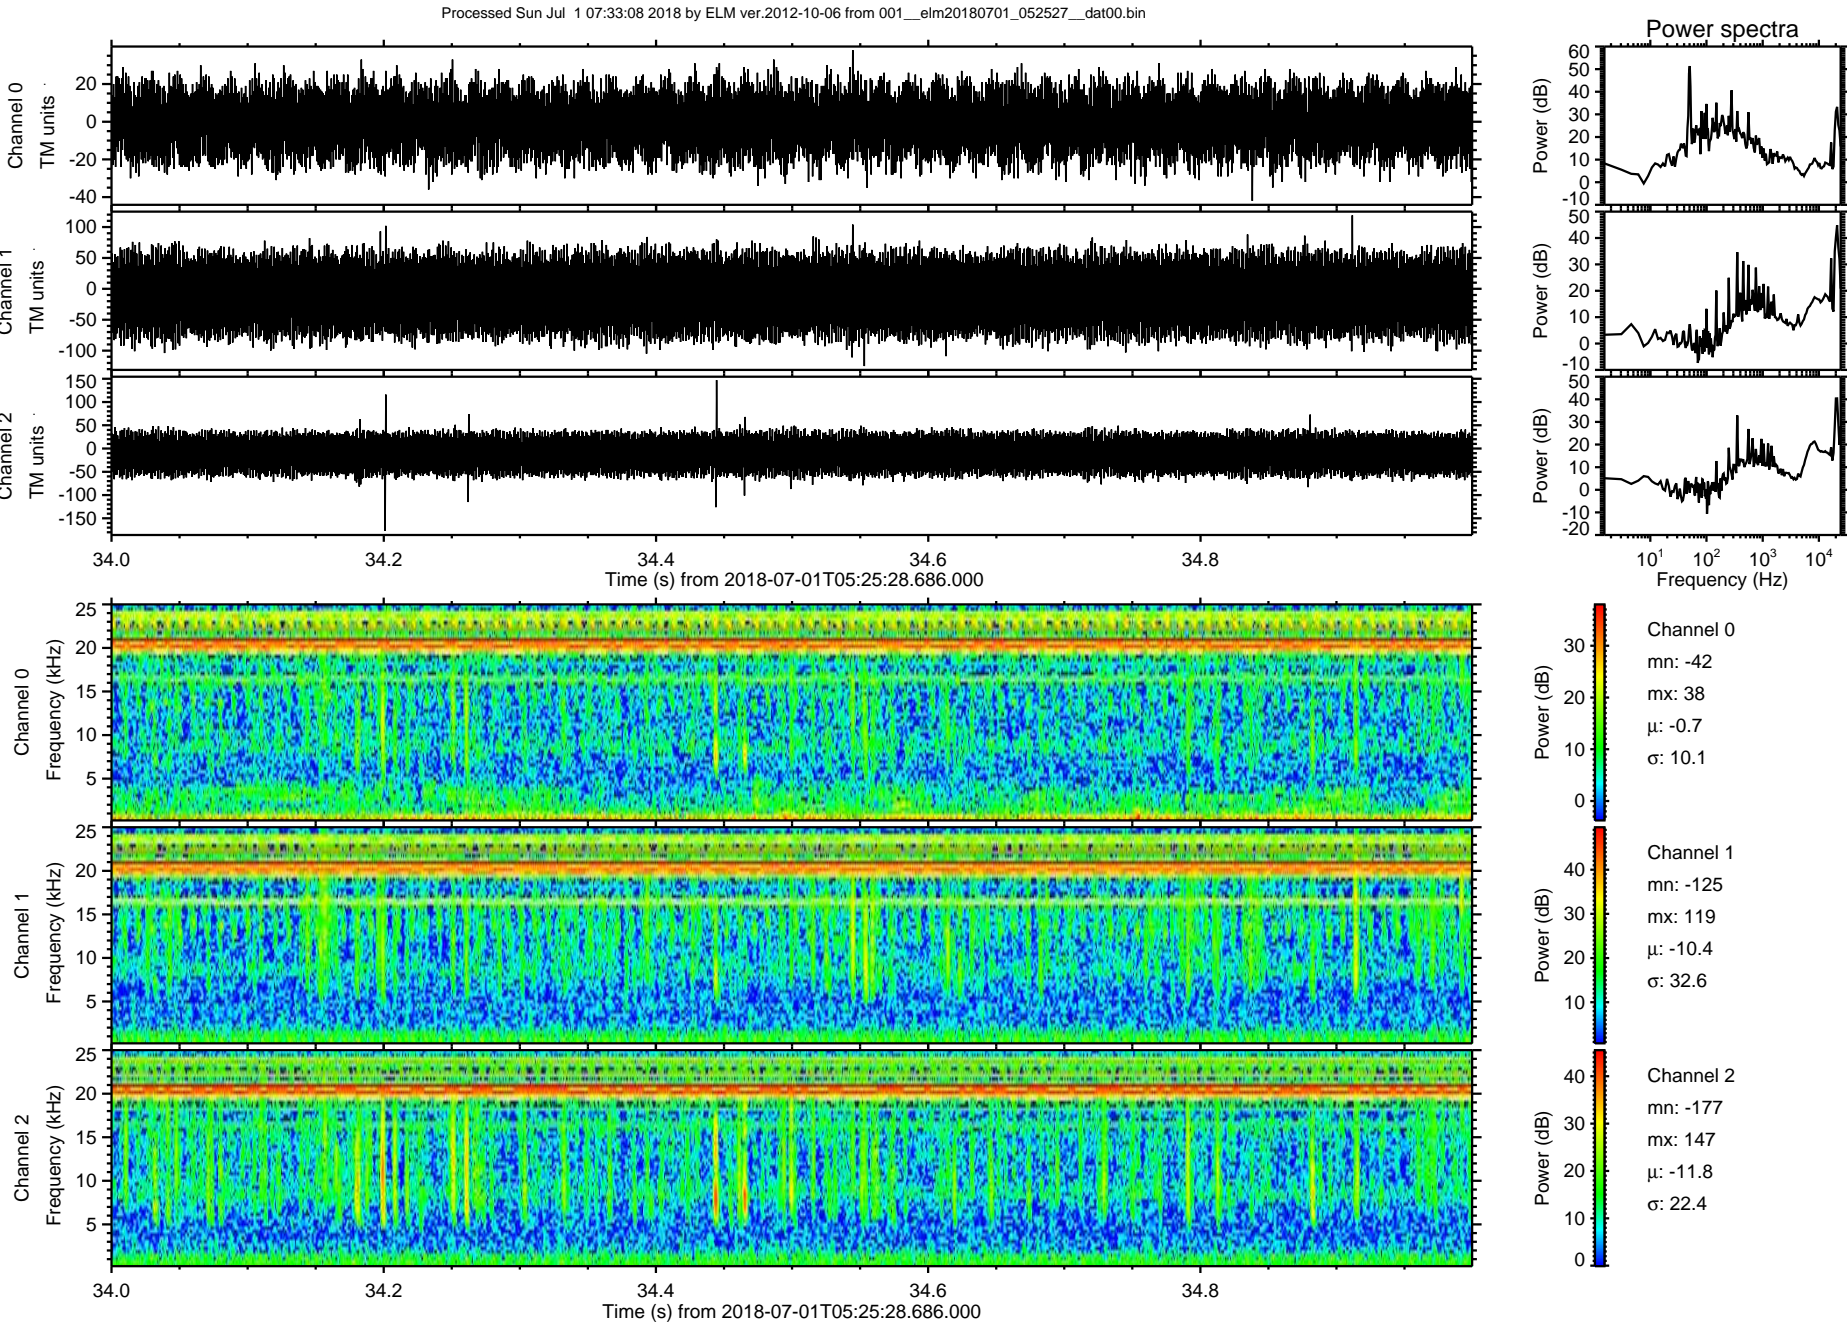 Processed Sun Jul 1 07:33:08 2018 by ELM ver.2012-10-06 from 001__elm20180701_052527__dat00.bin
Power spectra
Channel 0
TM units
20
0
-20
-40
Power (dB)
60
50
40
30
20
10
0
-10
Channel 1
TM units
100
50
0
-50
-100
Power (dB)
50
40
30
20
10
0
-10
Channel 2
TM units
150
100
50
0
-50
-100
-150
Power (dB)
50
40
30
20
10
0
-10
-20
34.0 34.2 34.4 34.6 34.8
Time (s) from 2018-07-01T05:25:28.686.000
10¹ 10² 10³ 10⁴
Frequency (Hz)
Channel 0
Frequency (kHz)
25
20
15
10
5
Power (dB)
30
20
10
0
Channel 0
mn: -42
mx: 38
μ: -0.7
σ: 10.1
Channel 1
Frequency (kHz)
25
20
15
10
5
Power (dB)
40
30
20
10
Channel 1
mn: -125
mx: 119
μ: -10.4
σ: 32.6
Channel 2
Frequency (kHz)
25
20
15
10
5
Power (dB)
40
30
20
10
0
Channel 2
mn: -177
mx: 147
μ: -11.8
σ: 22.4
34.0 34.2 34.4 34.6 34.8
Time (s) from 2018-07-01T05:25:28.686.000